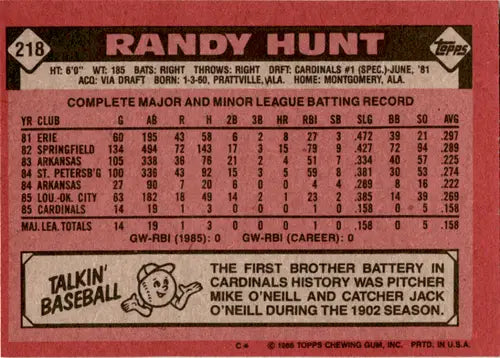 218 RANDY HUNT Topps
HT: 6'0" WT: 185 BATS: RIGHT THROWS: RIGHT DRFT: CARDINALS #1 (SPEC.)-JUNE, '81
ACQ: VIA DRAFT BORN: 1-3-60, PRATTVILLE, ALA. HOME: MONTGOMERY, ALA.
COMPLETE MAJOR AND MINOR LEAGUE BATTING RECORD
YR CLUB G AB R H 2B 3B HR RBI SB SLG BB SO AVG
81 ERIE 60 195 43 58 6 2 8 27 3 .472 39 21 .297
82 SPRINGFIELD 134 494 72 143 17 3 15 79 9 .427 72 94 .289
83 ARKANSAS 105 338 36 76 21 2 4 51 3 .334 40 57 .225
84 ST. PETERSB'G 100 336 43 92 15 3 5 59 8 .381 30 53 .274
84 ARKANSAS 27 90 7 20 6 0 0 6 0 .289 8 16 .222
85 LOU.-OK. CITY 63 182 18 49 14 2 1 23 2 .385 14 39 .269
85 CARDINALS 14 19 1 3 0 0 0 1 0 .158 0 5 .158
MAJ. LEA. TOTALS 14 19 1 3 0 0 0 1 0 .158 0 5 .158
GW-RBI (1985): 0 GW-RBI (CAREER): 0
TALKIN' BASEBALL
THE FIRST BROTHER BATTERY IN
CARDINALS HISTORY WAS PITCHER
MIKE O'NEILL AND CATCHER JACK
O'NEILL DURING THE 1902 SEASON.
C* © 1986 TOPPS CHEWING GUM, INC. PRTD. IN U.S.A.